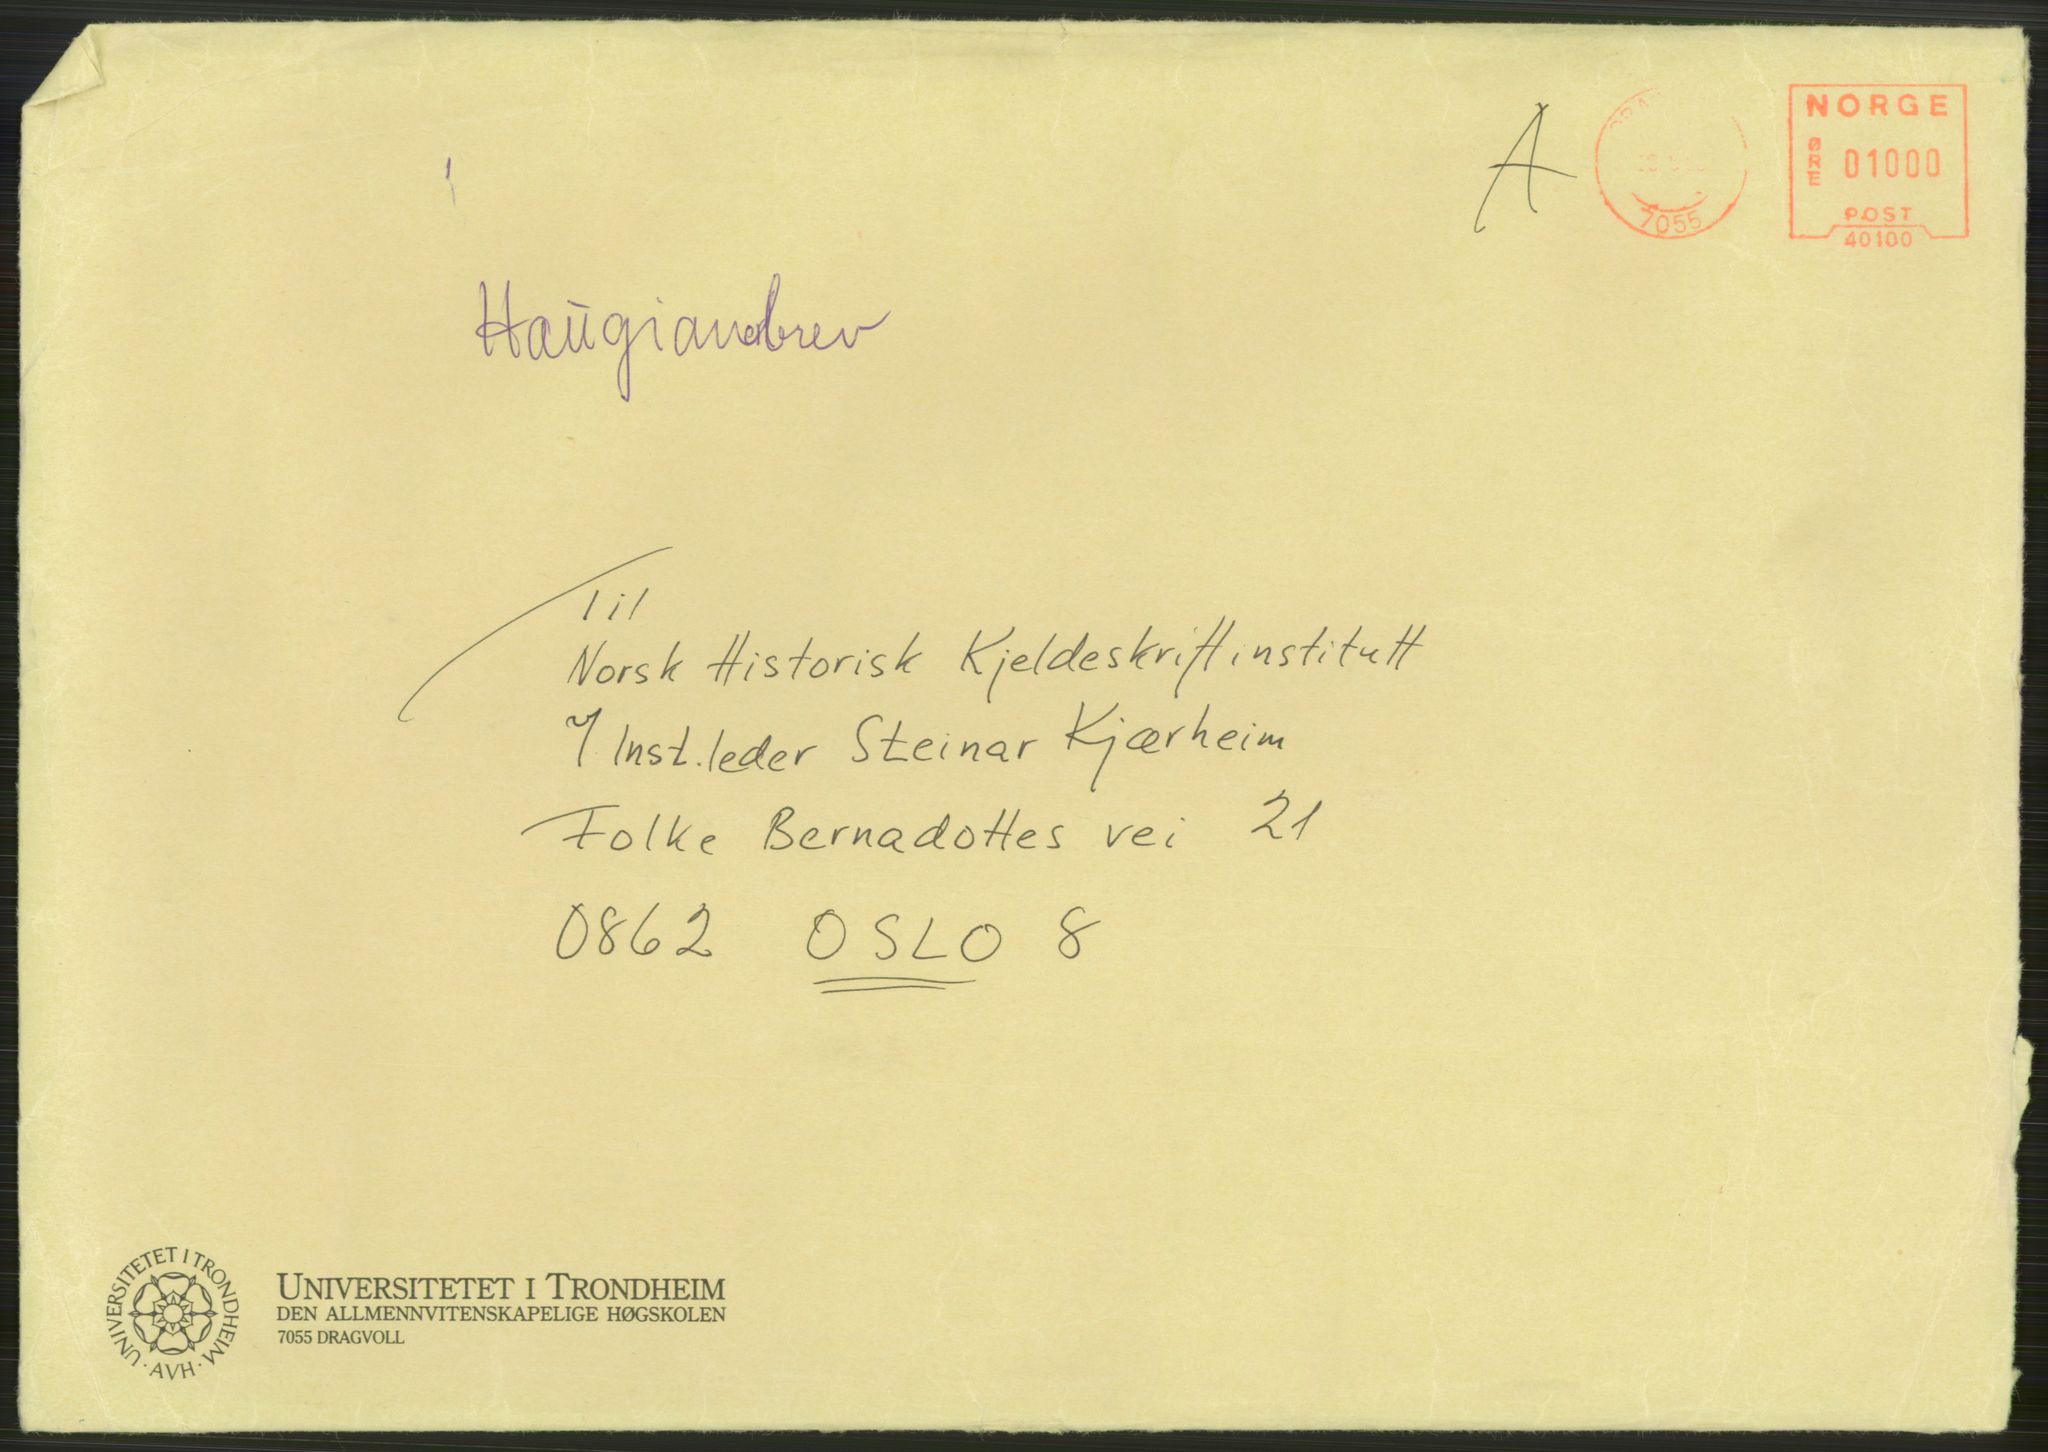 A
7055
NORGE
ØRE 01000
POST
40100
Haugianerbrev
Til
Norsk Historisk Kjeldeskriftinstitutt
v/ Inst.leder Steinar Kjærheim
Folke Bernadottes vei 21
0862 OSLO 8
UNIVERSITETET I TRONDHEIM
· AVH ·
UNIVERSITETET I TRONDHEIM
DEN ALLMENNVITENSKAPELIGE HØGSKOLEN
7055 DRAGVOLL